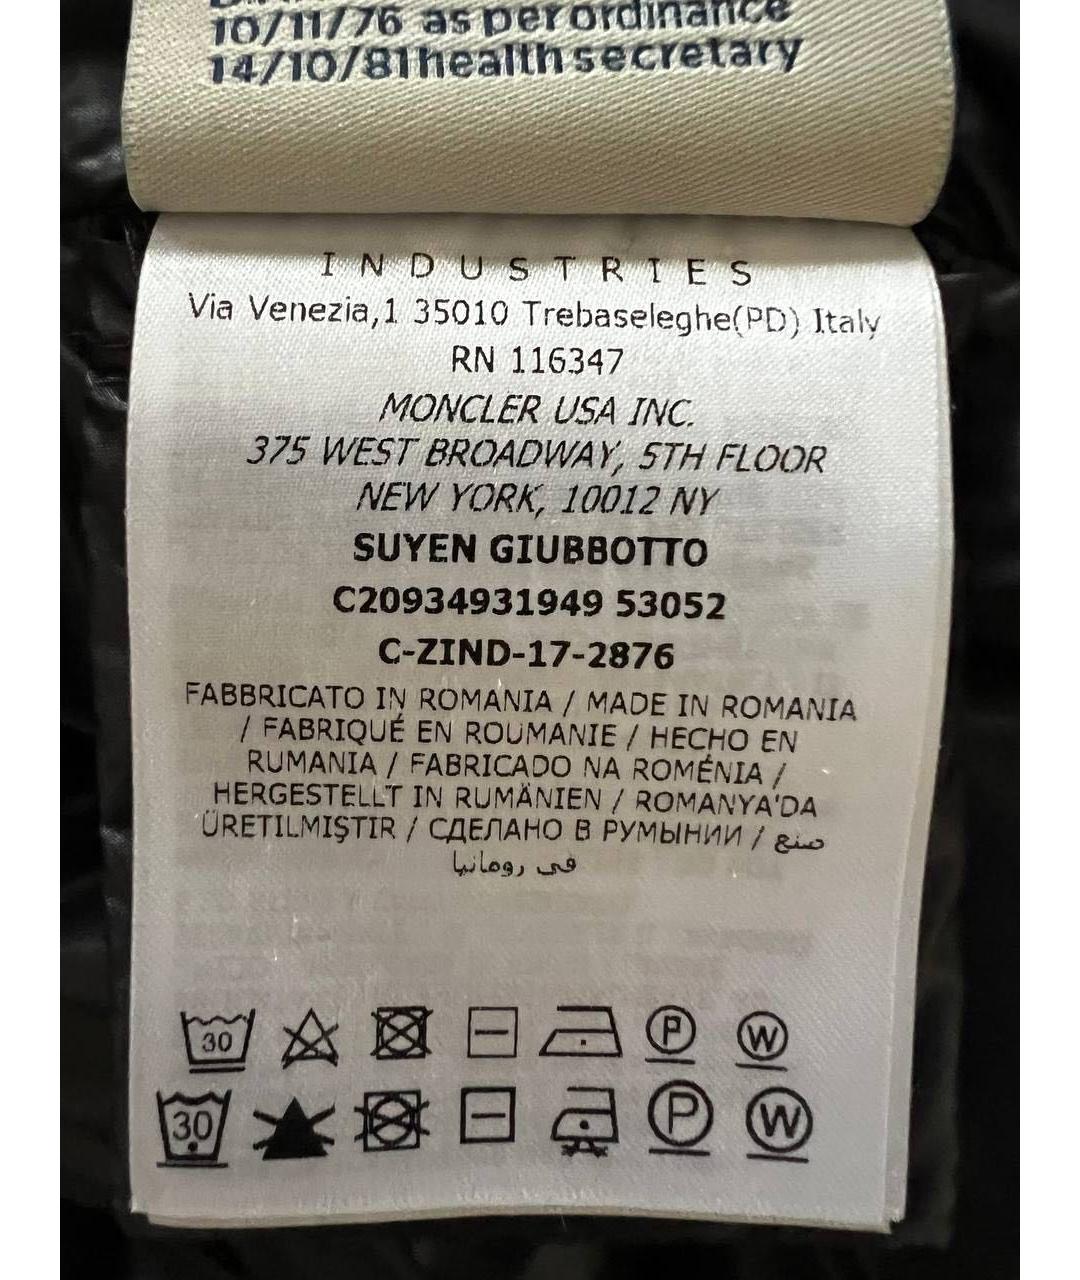 10/11/76 as per ordinance
14/10/81 health secretary
INDUSTRIES
Via Venezia,1 35010 Trebaseleghe(PD) Italy
RN 116347
MONCLER USA INC.
375 WEST BROADWAY, 5TH FLOOR
NEW YORK, 10012 NY
SUYEN GIUBBOTTO
C20934931949 53052
C-ZIND-17-2876
FABBRICATO IN ROMANIA / MADE IN ROMANIA
/ FABRIQUÉ EN ROUMANIE / HECHO EN
RUMANIA / FABRICADO NA ROMÉNIA /
HERGESTELLT IN RUMÄNIEN / ROMANYA'DA
ÜRETILMIŞTIR / СДЕЛАНО В РУМЫНИИ / صنع
فى رومانيا
30 P W
30 P W